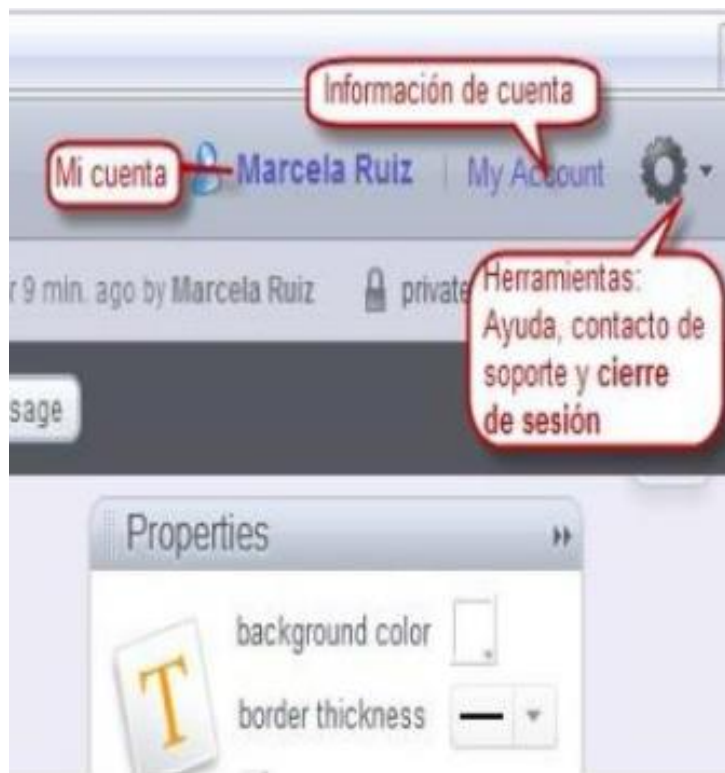 Información de cuenta
Mi cuenta
Marcela Ruiz | My Account
9 min. ago by Marcela Ruiz
private
Herramientas:
Ayuda, contacto de
soporte y cierre
de sesión
sage
Properties
T
background color
border thickness